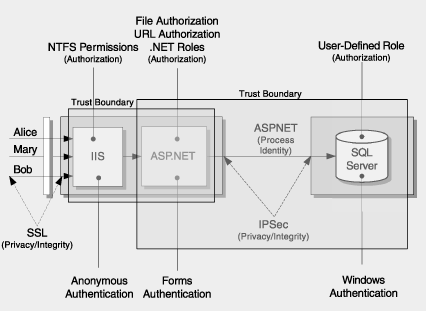 File Authorization
URL Authorization
NTFS Permissions
.NET Roles
User-Defined Role
(Authorization)
(Authorization)
(Authorization)
Trust Boundary
Trust Boundary
Alice
Mary
Bob
IIS
ASP.NET
ASPNET
(Process
Identity)
SQL
Server
SSL
(Privacy/Integrity)
IPSec
(Privacy/Integrity)
Anonymous
Authentication
Forms
Authentication
Windows
Authentication